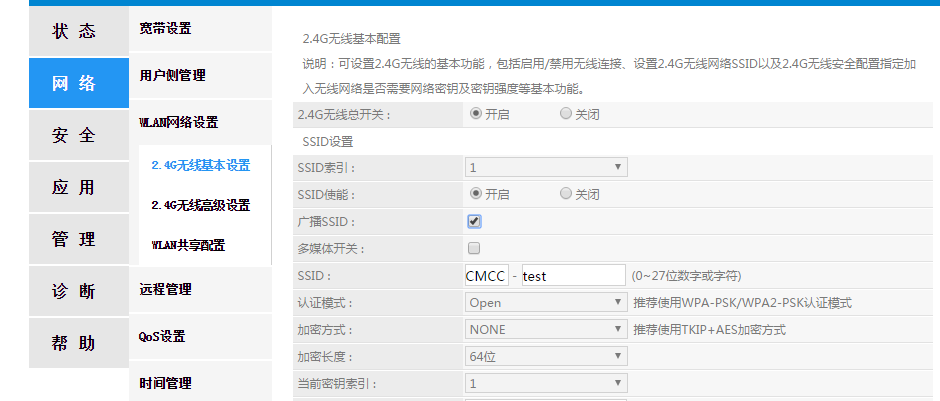 状 态
网 络
安 全
应 用
管 理
诊 断
帮 助
宽带设置
用户侧管理
WLAN网络设置
2.4G无线基本设置
2.4G无线高级设置
WLAN共享配置
远程管理
QoS设置
时间管理
2.4G无线基本配置
说明：可设置2.4G无线的基本功能，包括启用/禁用无线连接、设置2.4G无线网络SSID以及2.4G无线安全配置指定加
入无线网络是否需要网络密钥及密钥强度等基本功能。
2.4G无线总开关： 开启 关闭
SSID设置
SSID索引： 1
SSID使能： 开启 关闭
广播SSID：
多媒体开关：
SSID： CMCC - test (0~27位数字或字符)
认证模式： Open 推荐使用WPA-PSK/WPA2-PSK认证模式
加密方式： NONE 推荐使用TKIP+AES加密方式
加密长度： 64位
当前密钥索引： 1